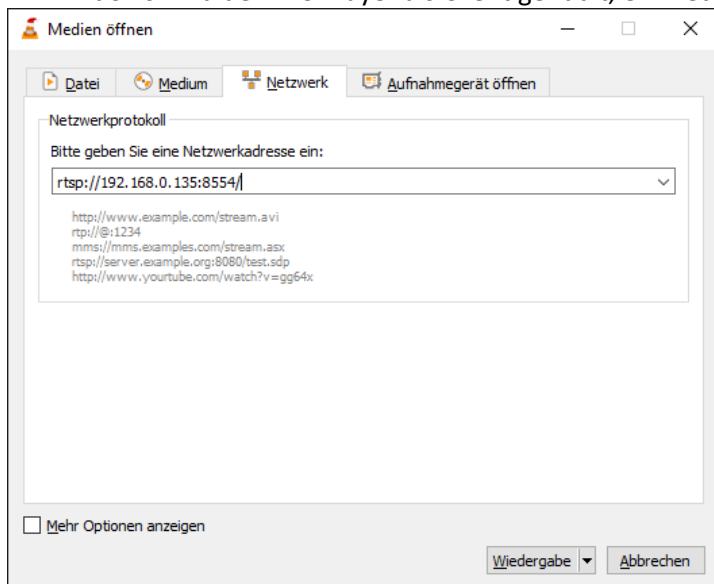 Medien öffnen
Datei Medium Netzwerk Aufnahmegerät öffnen
Netzwerkprotokoll
Bitte geben Sie eine Netzwerkadresse ein:
rtsp://192.168.0.135:8554/
http://www.example.com/stream.avi
rtp://@:1234
mms://mms.examples.com/stream.asx
rtsp://server.example.org:8080/test.sdp
http://www.yourtube.com/watch?v=gg64x
Mehr Optionen anzeigen
Wiedergabe Abbrechen